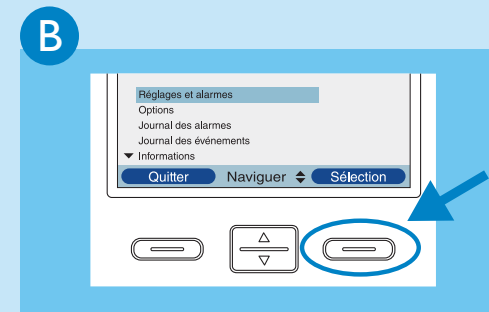 B
Réglages et alarmes
Options
Journal des alarmes
Journal des événements
Informations
Quitter Naviguer Sélection